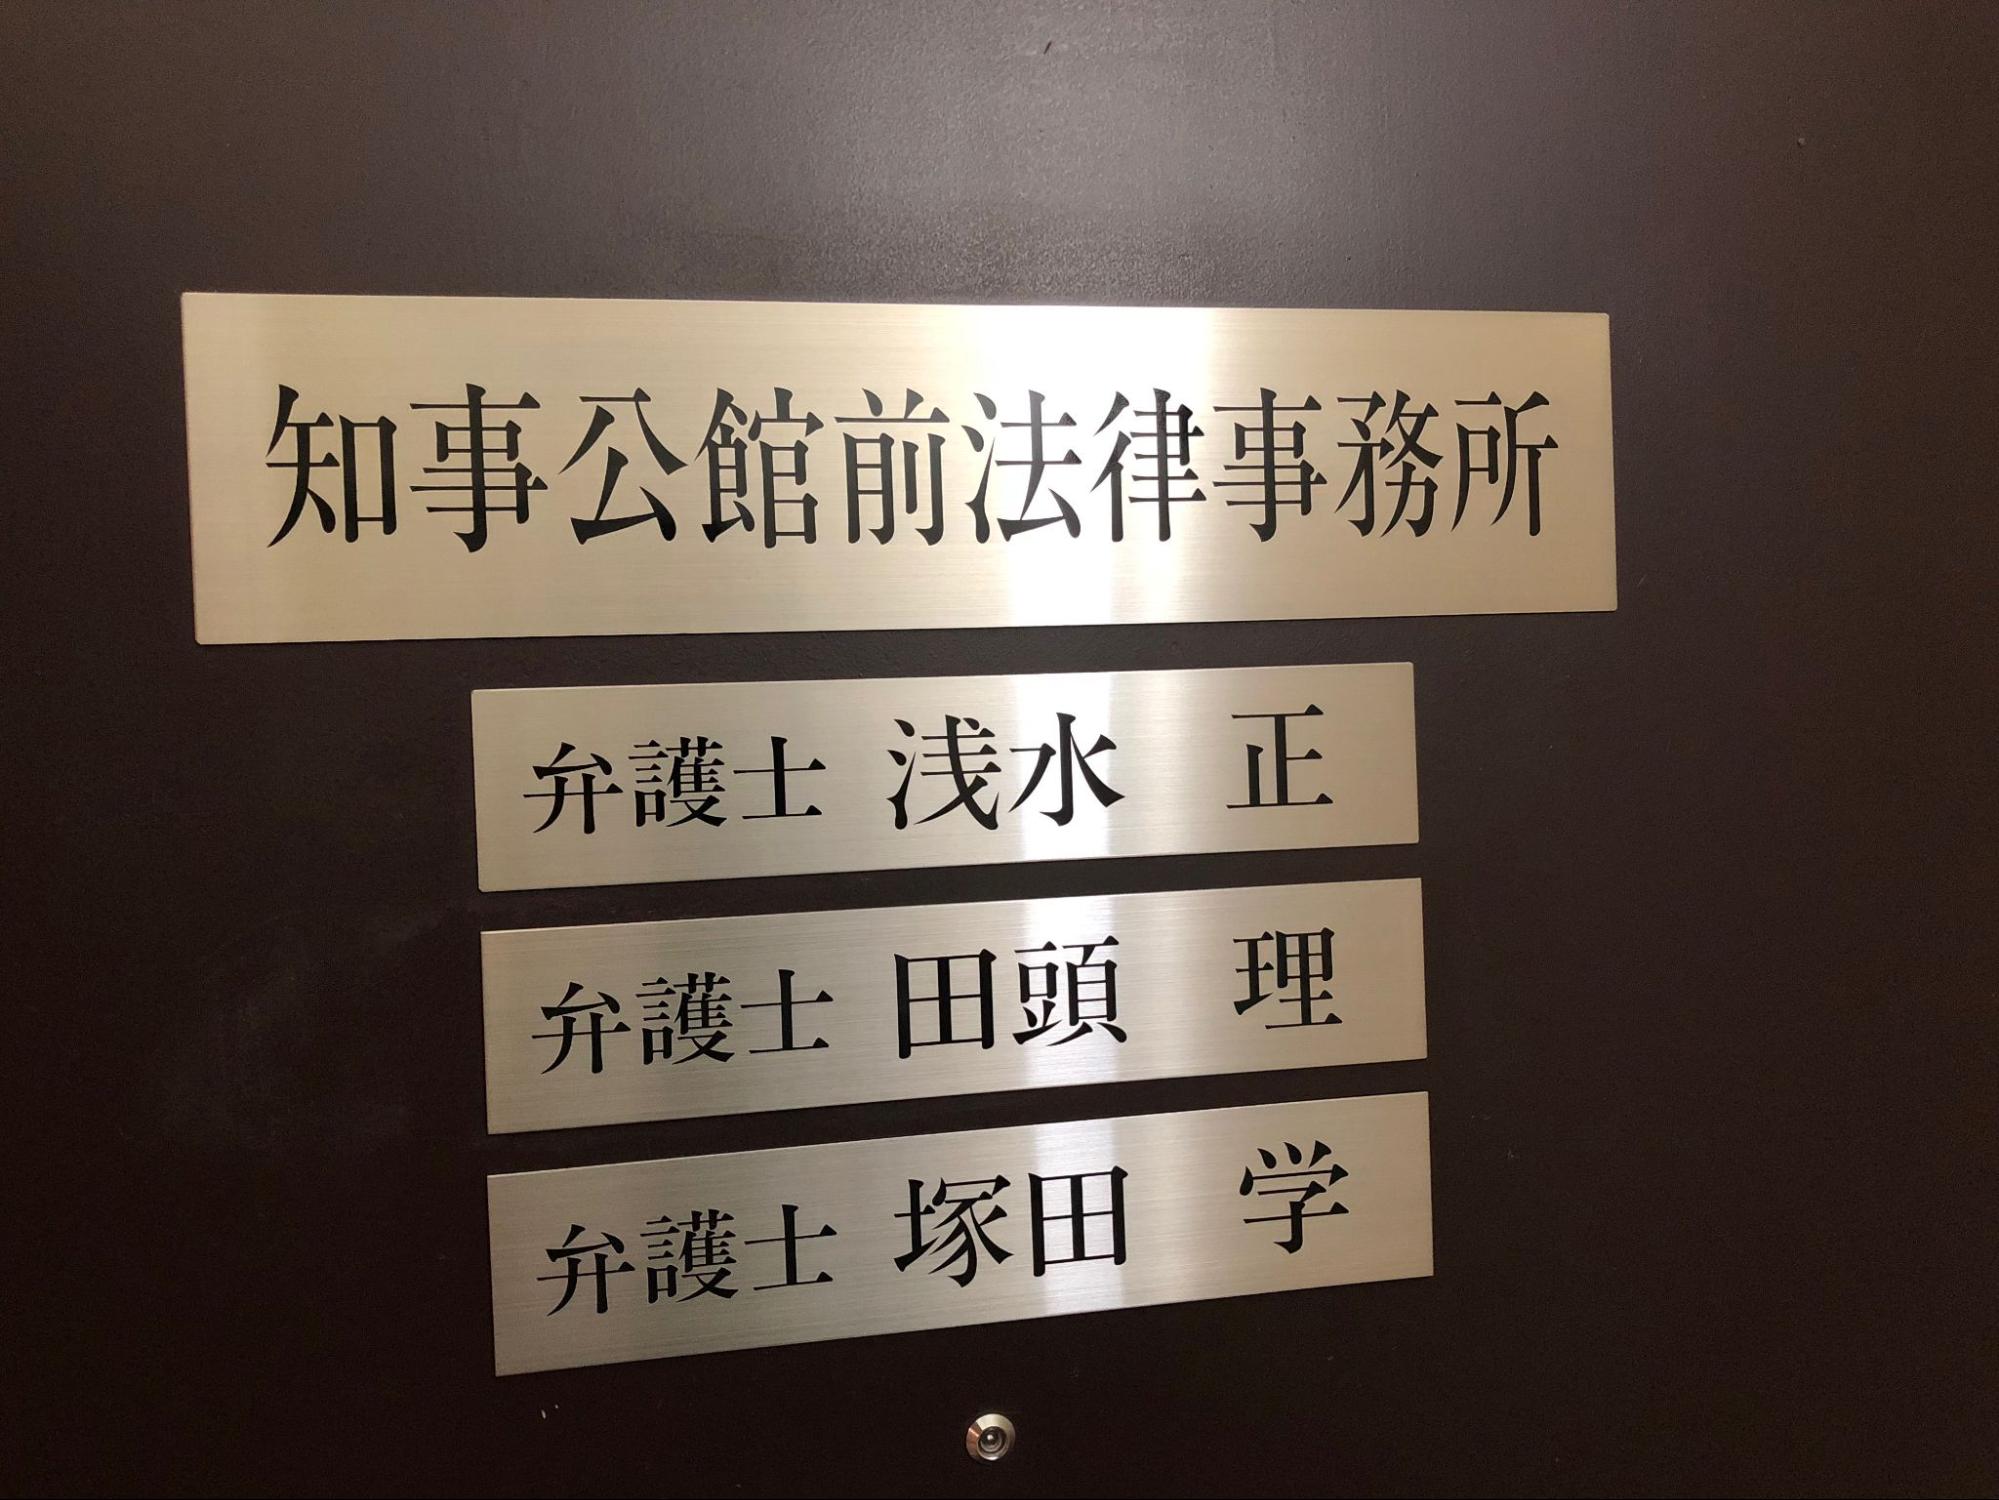 知事公館前法律事務所
弁護士 浅水 正
弁護士 田頭 理
弁護士 塚田 学